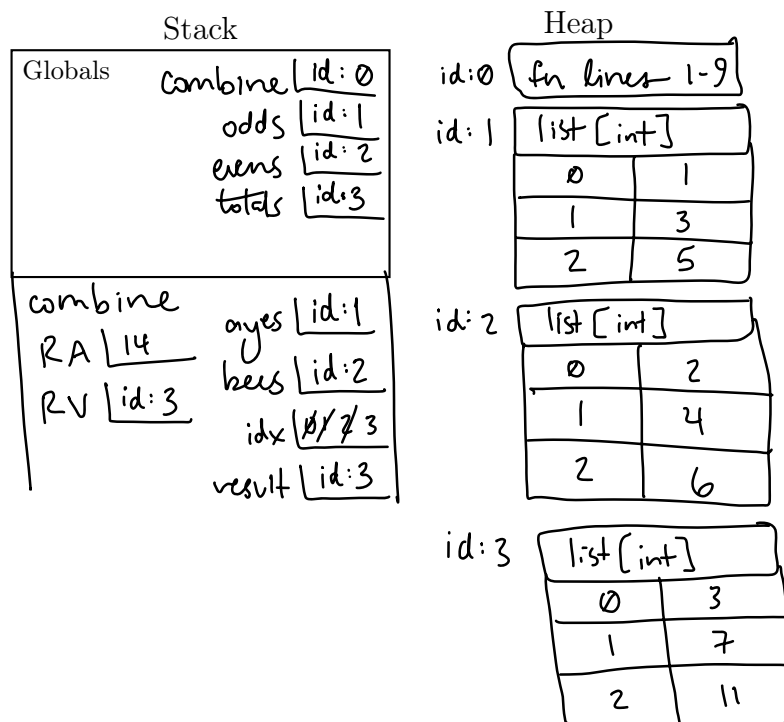 Stack
Heap
Globals
combine id: 0
odds id: 1
evens id: 2
totals id:3
id:0 fn lines 1-9
id: 1 list [int]
0 1
1 3
2 5
combine
RA 14
RV id: 3
ayes id: 1
bees id: 2
idx 0 1 2 3
result id: 3
id: 2 list [int]
0 2
1 4
2 6
id: 3 list [int]
0 3
1 7
2 11